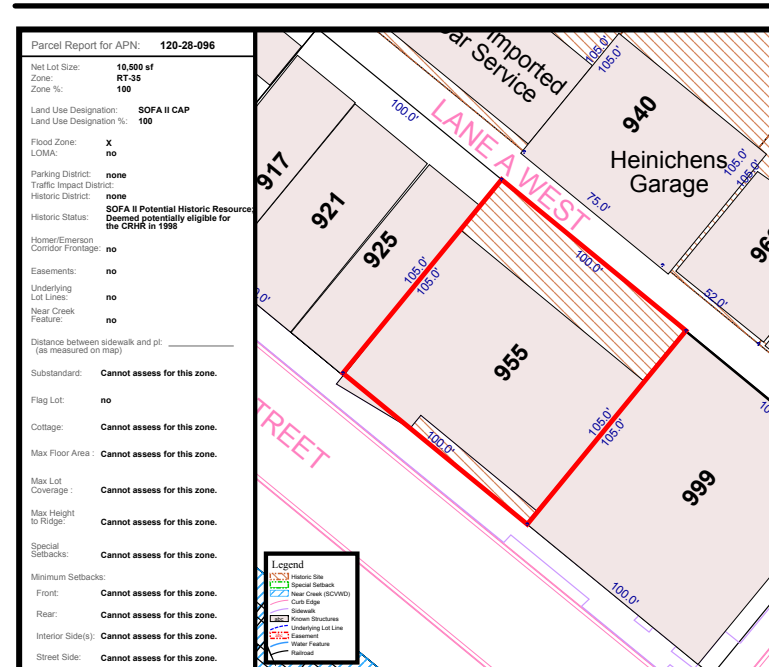 Parcel Report for APN: 120-28-096
Net Lot Size: 10,500 sf
Zone: RT-35
Zone %: 100
Land Use Designation: SOFA II CAP
Land Use Designation %: 100
Flood Zone: X
LOMA: no
Parking District: none
Traffic Impact District:
Historic District: none
Historic Status: SOFA II Potential Historic Resource;
Deemed potentially eligible for
the CRHR in 1998
Homer/Emerson
Corridor Frontage: no
Easements: no
Underlying
Lot Lines: no
Near Creek
Feature: no
Distance between sidewalk and pl:
(as measured on map)
Substandard: Cannot assess for this zone.
Flag Lot: no
Cottage: Cannot assess for this zone.
Max Floor Area : Cannot assess for this zone.
Max Lot
Coverage : Cannot assess for this zone.
Max Height
to Ridge: Cannot assess for this zone.
Special
Setbacks: Cannot assess for this zone.
Minimum Setbacks:
Front: Cannot assess for this zone.
Rear: Cannot assess for this zone.
Interior Side(s): Cannot assess for this zone.
Street Side: Cannot assess for this zone.
Imported
Car Service
105.0'
105.0'
940
Heinichens
Garage
105.0'
105.0'
100.0'
LANE A WEST
75.0'
917
921
925
100.0'
105.0'
105.0'
52.0'
955
105.0'
105.0'
100.0'
TREET
999
100.0'
Legend
Historic Site
Special Setback
Near Creek (SCVWD)
Curb Edge
Sidewalk
abc Known Structures
Underlying Lot Line
Easement
Water Feature
Railroad